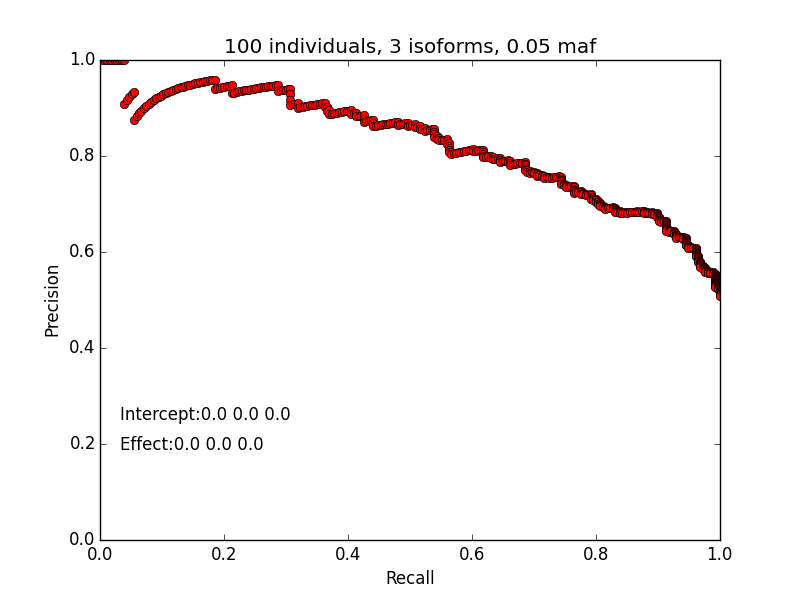 100 individuals, 3 isoforms, 0.05 maf
1.0
0.8
0.6
0.4
0.2
0.0
Precision
Intercept:0.0 0.0 0.0
Effect:0.0 0.0 0.0
0.0 0.2 0.4 0.6 0.8 1.0
Recall